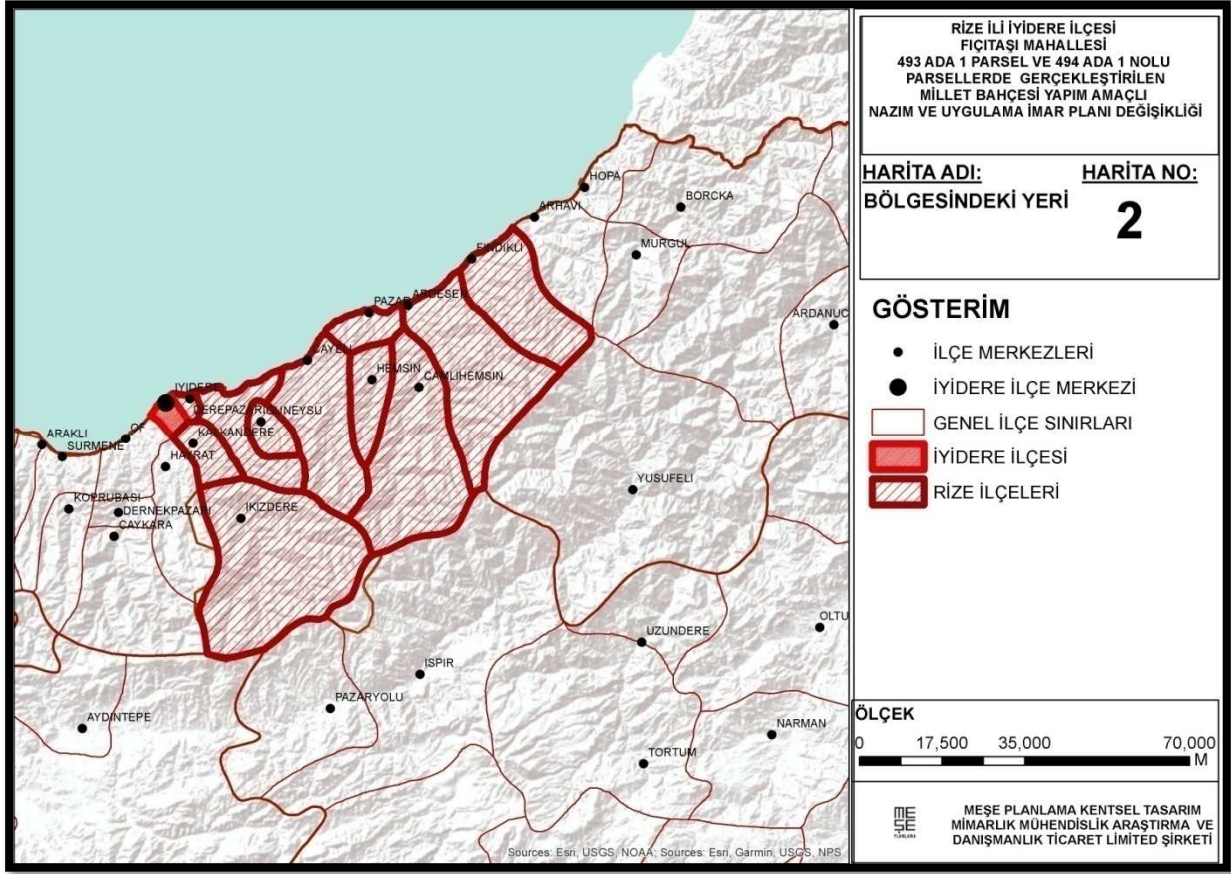 RİZE İLİ İYİDERE İLÇESİ
FIÇITAŞI MAHALLESİ
493 ADA 1 PARSEL VE 494 ADA 1 NOLU
PARSELLERDE GERÇEKLEŞTİRİLEN
MİLLET BAHÇESİ YAPIM AMAÇLI
NAZIM VE UYGULAMA İMAR PLANI DEĞİŞİKLİĞİ
HARİTA ADI:
BÖLGESİNDEKİ YERİ
HARİTA NO:
2
GÖSTERİM
İLÇE MERKEZLERİ
İYİDERE İLÇE MERKEZİ
GENEL İLÇE SINIRLARI
İYİDERE İLÇESİ
RİZE İLÇELERİ
ÖLÇEK
0 17,500 35,000 70,000
M
MEŞE
PLANLAMA
MEŞE PLANLAMA KENTSEL TASARIM
MİMARLIK MÜHENDİSLİK ARAŞTIRMA VE
DANIŞMANLIK TİCARET LİMİTED ŞİRKETİ
HOPA
BORCKA
ARHAVI
MURGUL
FINDIKLI
ARDESEN
PAZAR
ARDANUC
CAYELI
HEMSIN
CAMLIHEMSIN
IYIDERE
DEREPAZARI
GUNEYSU
OF
KALKANDERE
ARAKLI
SURMENE
HAYRAT
YUSUFELI
KOPRUBASI
DERNEKPAZARI
IKIZDERE
CAYKARA
OLTU
UZUNDERE
ISPIR
PAZARYOLU
AYDINTEPE
NARMAN
TORTUM
Sources: Esri, USGS, NOAA; Sources: Esri, Garmin, USGS, NPS